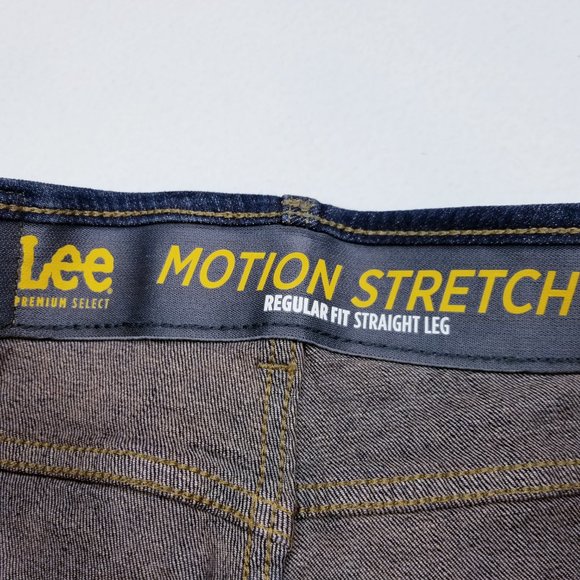 Lee
PREMIUM SELECT
MOTION STRETCH
REGULAR FIT STRAIGHT LEG